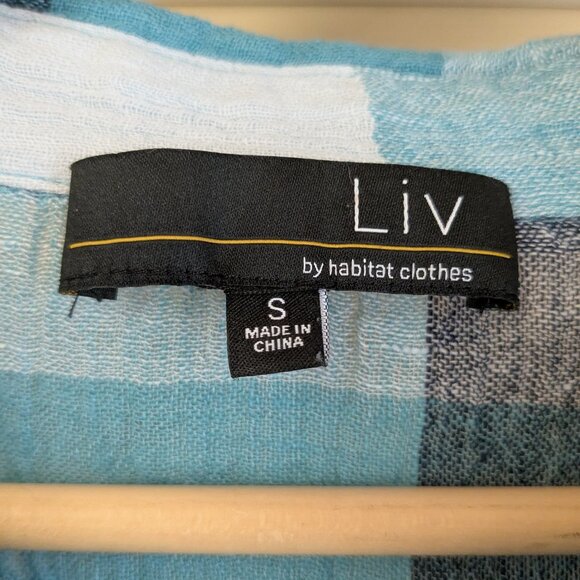 Liv
by habitat clothes
S
MADE IN
CHINA